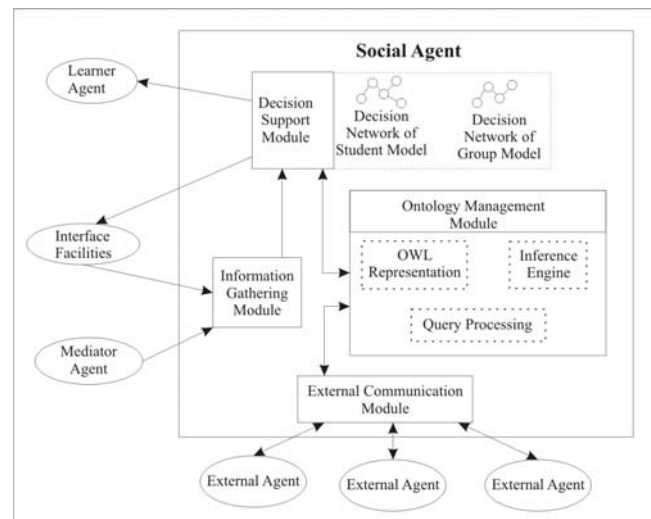 Social Agent
Learner
Agent
Decision
Support
Module
Decision
Network of
Student Model
Decision
Network of
Group Model
Ontology Management
Module
OWL
Representation
Inference
Engine
Query Processing
Interface
Facilities
Information
Gathering
Module
Mediator
Agent
External Communication
Module
External Agent
External Agent
External Agent